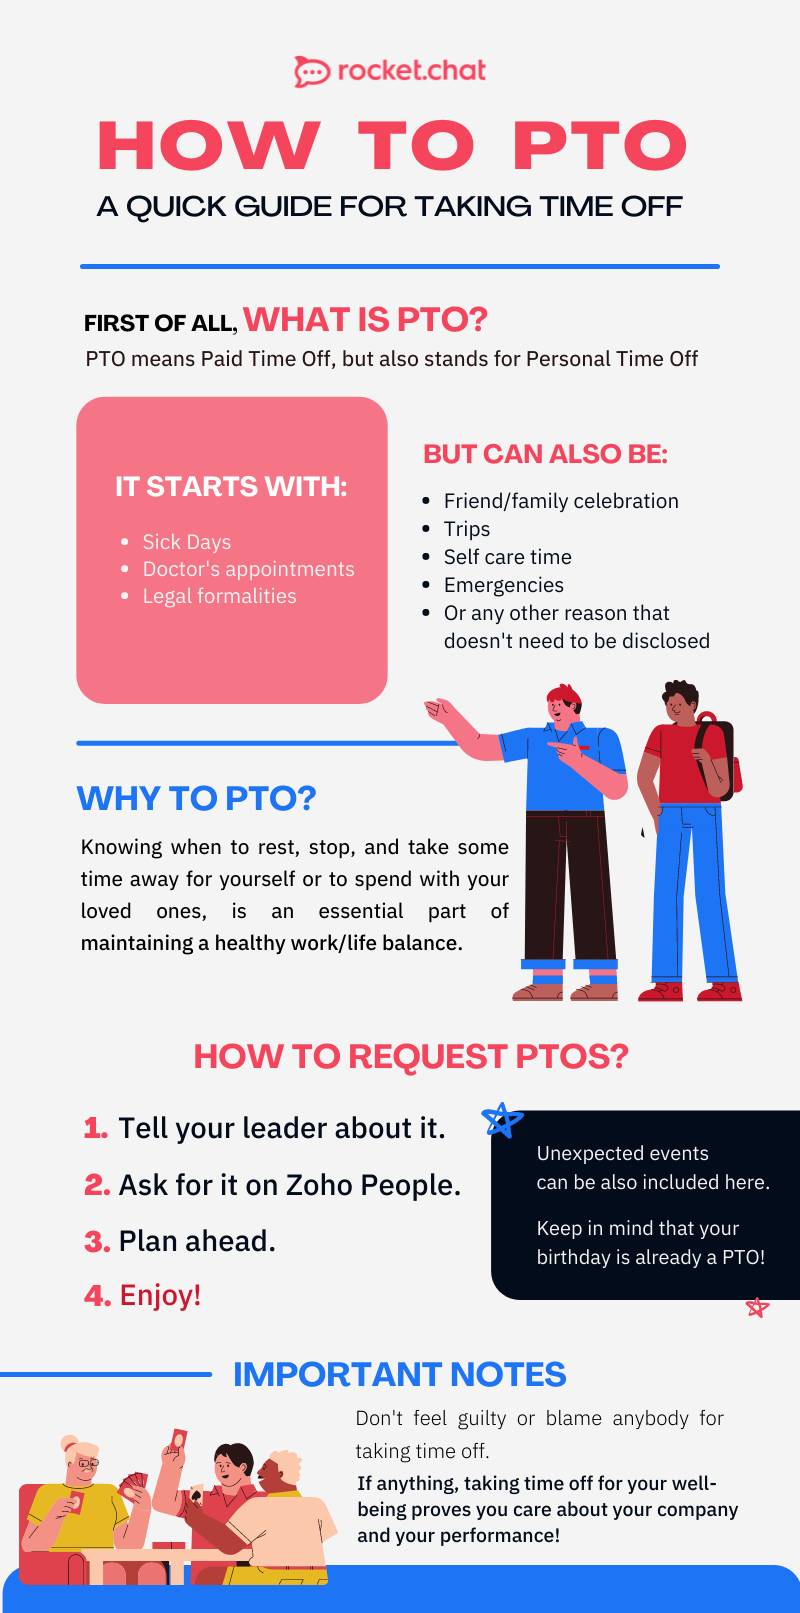 rocket.chat
HOW TO PTO
A QUICK GUIDE FOR TAKING TIME OFF
FIRST OF ALL, WHAT IS PTO?
PTO means Paid Time Off, but also stands for Personal Time Off
IT STARTS WITH:
• Sick Days
• Doctor's appointments
• Legal formalities
BUT CAN ALSO BE:
• Friend/family celebration
• Trips
• Self care time
• Emergencies
• Or any other reason that
doesn't need to be disclosed
WHY TO PTO?
Knowing when to rest, stop, and take some
time away for yourself or to spend with your
loved ones, is an essential part of
maintaining a healthy work/life balance.
HOW TO REQUEST PTOS?
1. Tell your leader about it.
2. Ask for it on Zoho People.
3. Plan ahead.
4. Enjoy!
Unexpected events
can be also included here.
Keep in mind that your
birthday is already a PTO!
IMPORTANT NOTES
Don't feel guilty or blame anybody for
taking time off.
If anything, taking time off for your well-
being proves you care about your company
and your performance!